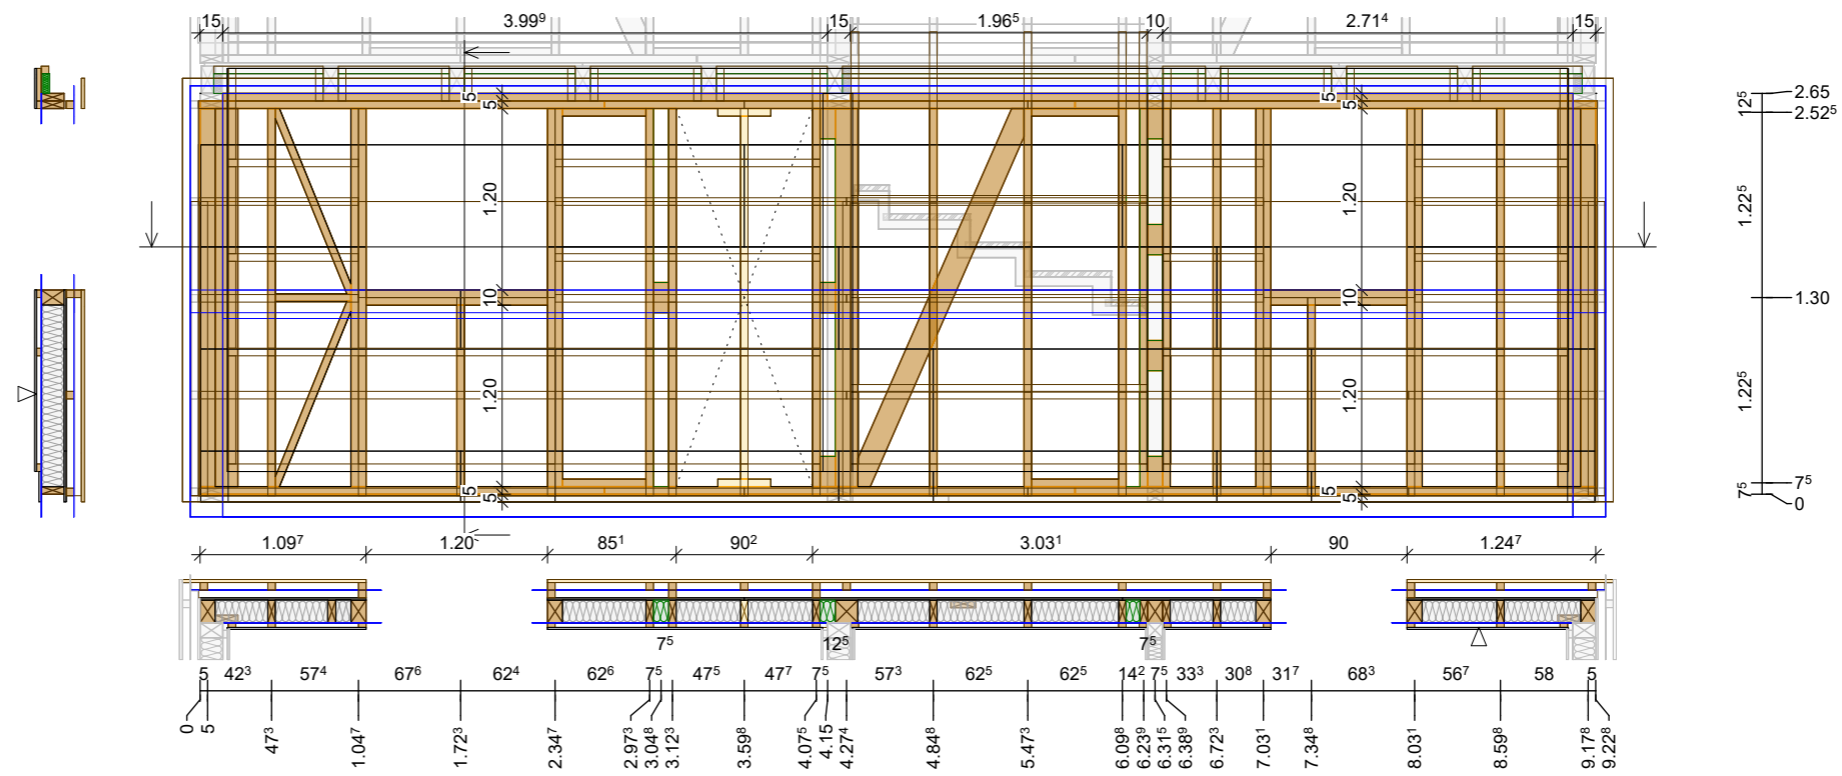 15 3.99⁹ 15 1.96⁵ 10 2.71⁴ 15
5 5 5 5
12⁵ 2.65
2.52⁵
1.20 1.20 1.22⁵
10 10 1.30
1.20 1.20 1.22⁵
5 5 5 5
7⁵ 7⁵
0
1.09⁷ 1.20 85¹ 90² 3.03¹ 90 1.24⁷
7⁵ 12⁵ 7⁵
5 42³ 57⁴ 67⁶ 62⁴ 62⁶ 7⁵ 47⁵ 47⁷ 7⁵ 57³ 62⁵ 62⁵ 14² 7⁵ 33³ 30⁸ 31⁷ 68³ 56⁷ 58 5
0 5 47³ 1.04⁷ 1.72³ 2.34⁷ 2.97³ 3.04⁸ 3.12³ 3.59⁸ 4.07⁵ 4.15 4.27⁴ 4.84⁸ 5.47³ 6.09⁸ 6.23⁹ 6.31⁵ 6.38⁹ 6.72³ 7.03¹ 7.34⁸ 8.03¹ 8.59⁸ 9.17⁸ 9.22⁸